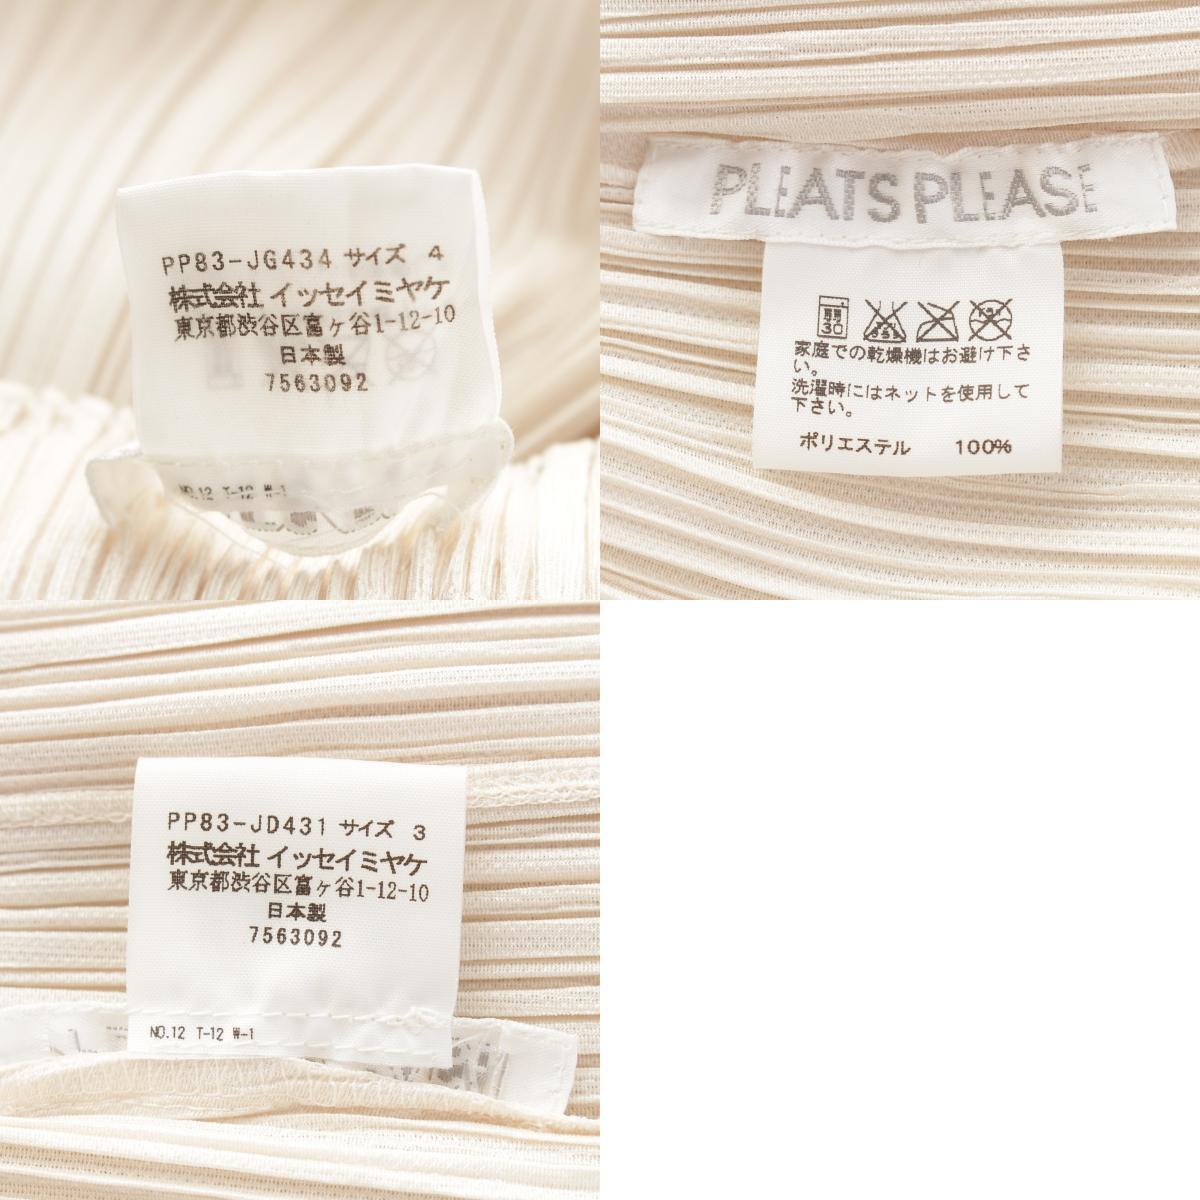 PP83-JG434 サイズ 4
株式会社 イッセイミヤケ
東京都渋谷区富ヶ谷1-12-10
日本製
7563092
NO.12 T-12 W-1
PLEATS PLEASE
弱
30
家庭での乾燥機はお避け下さ
い。
洗濯時にはネットを使用して
下さい。
ポリエステル 100%
PP83-JD431 サイズ 3
株式会社 イッセイミヤケ
東京都渋谷区富ヶ谷1-12-10
日本製
7563092
NO.12 T-12 W-1